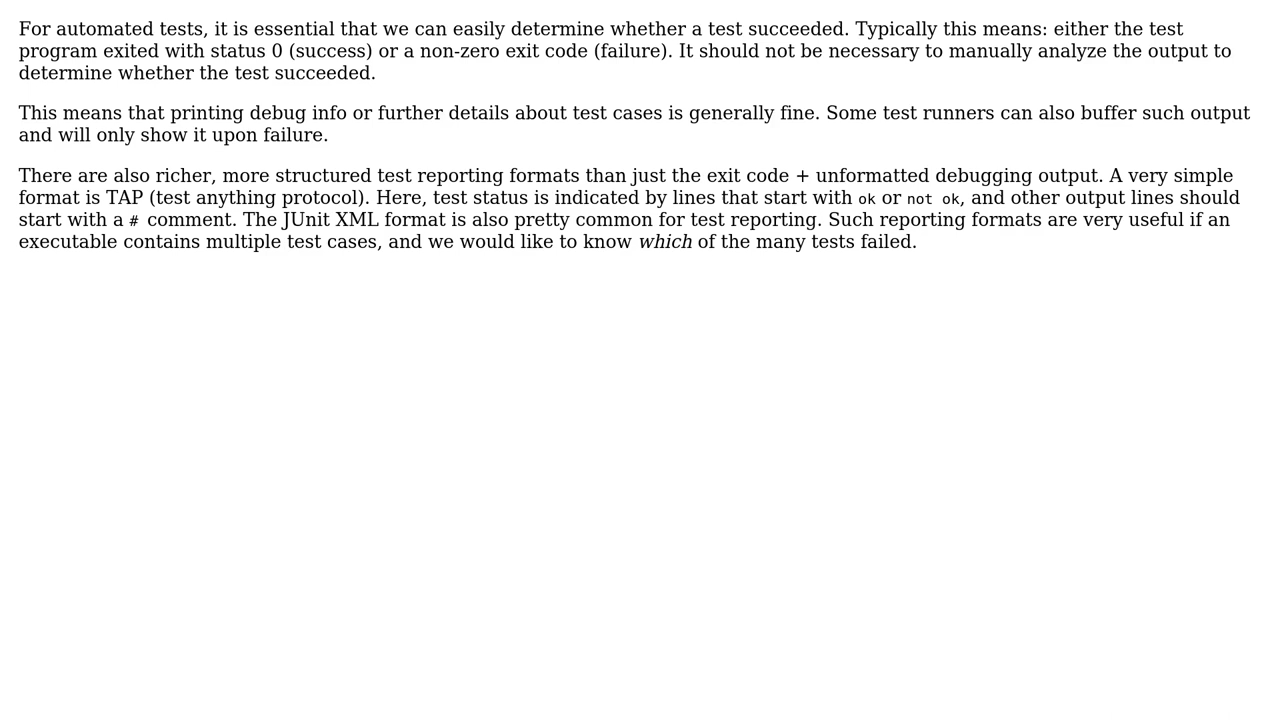 For automated tests, it is essential that we can easily determine whether a test succeeded. Typically this means: either the test
program exited with status 0 (success) or a non-zero exit code (failure). It should not be necessary to manually analyze the output to
determine whether the test succeeded.
This means that printing debug info or further details about test cases is generally fine. Some test runners can also buffer such output
and will only show it upon failure.
There are also richer, more structured test reporting formats than just the exit code + unformatted debugging output. A very simple
format is TAP (test anything protocol). Here, test status is indicated by lines that start with ok or not ok, and other output lines should
start with a # comment. The JUnit XML format is also pretty common for test reporting. Such reporting formats are very useful if an
executable contains multiple test cases, and we would like to know which of the many tests failed.